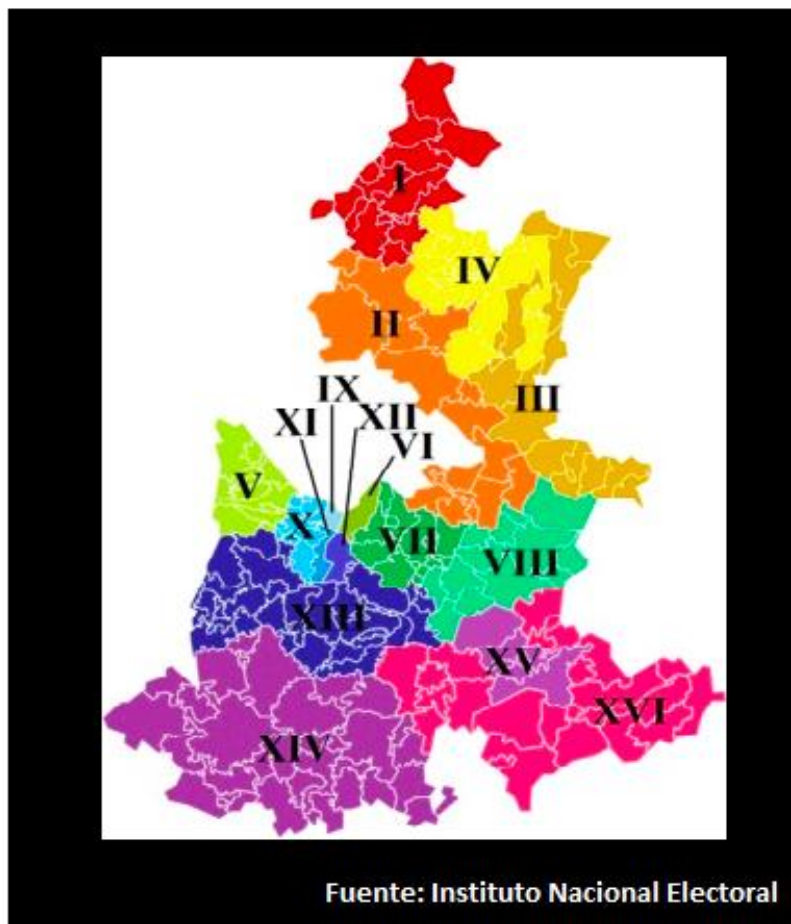 I
IV
II
III
IX
XI
XII
VI
V
X
VII
VIII
XIII
XV
XVI
XIV
Fuente: Instituto Nacional Electoral